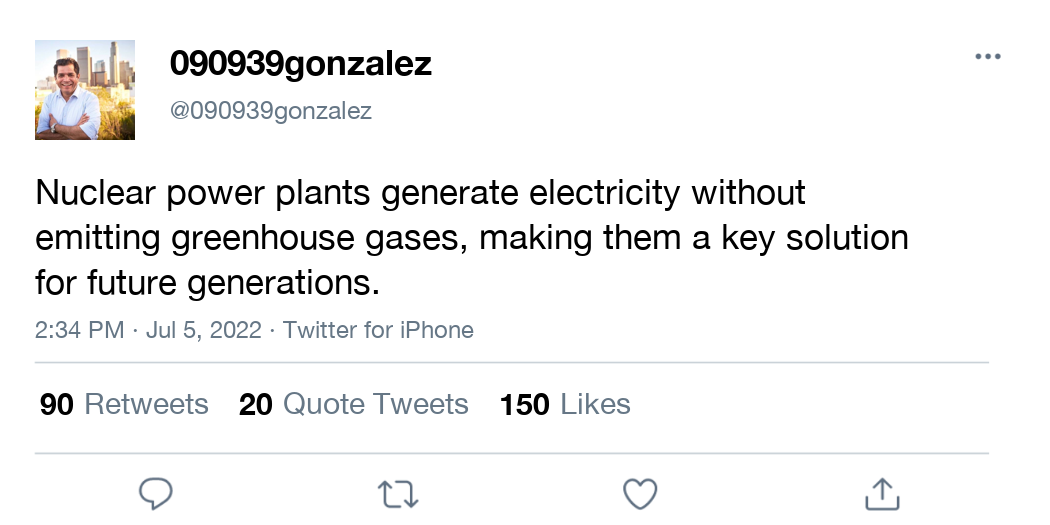 090939gonzalez
@090939gonzalez
Nuclear power plants generate electricity without
emitting greenhouse gases, making them a key solution
for future generations.
2:34 PM · Jul 5, 2022 · Twitter for iPhone
90 Retweets 20 Quote Tweets 150 Likes